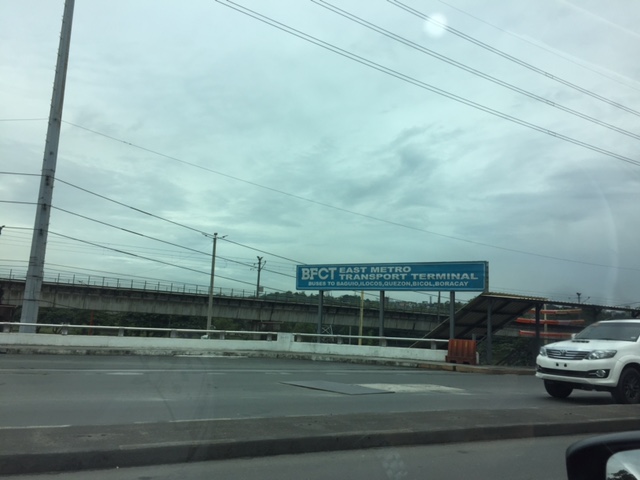 BFCT EAST METRO
TRANSPORT TERMINAL
BUSES TO BAGUIO,ILOCOS,QUEZON,BICOL,BORACAY